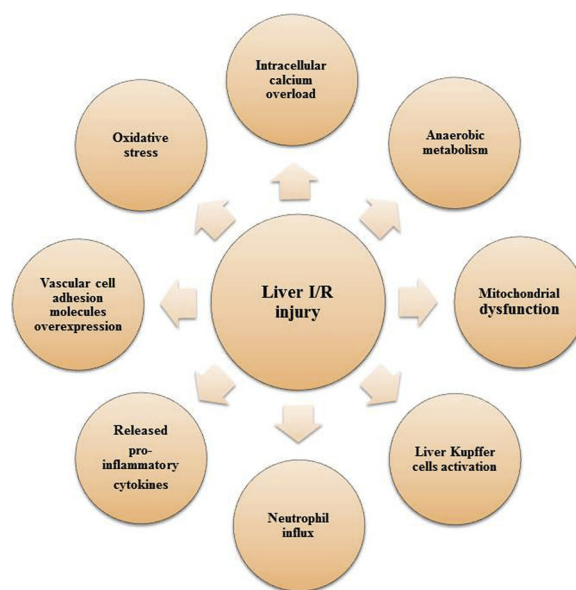 Intracellular
calcium
overload
Anaerobic
metabolism
Mitochondrial
dysfunction
Liver Kupffer
cells activation
Neutrophil
influx
Released
pro-
inflammatory
cytokines
Vascular cell
adhesion
molecules
overexpression
Oxidative
stress
Liver I/R
injury